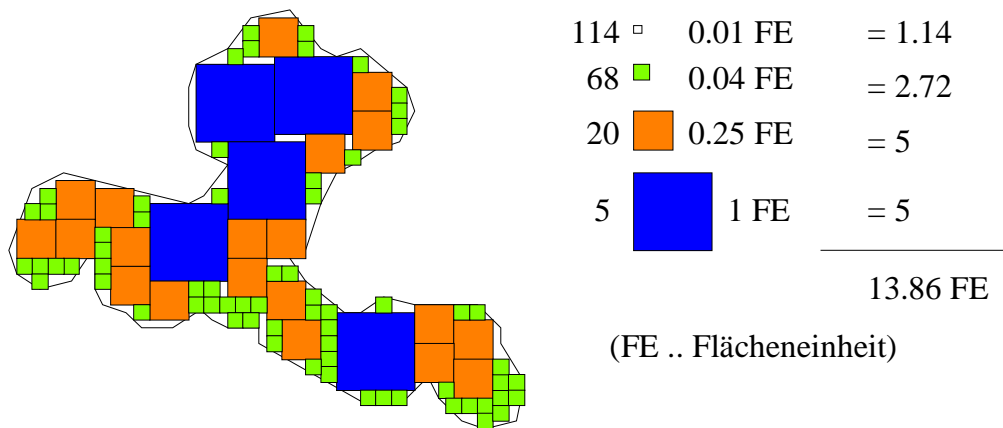 114 0.01 FE = 1.14
68 0.04 FE = 2.72
20 0.25 FE = 5
5 1 FE = 5
13.86 FE
(FE .. Flächeneinheit)